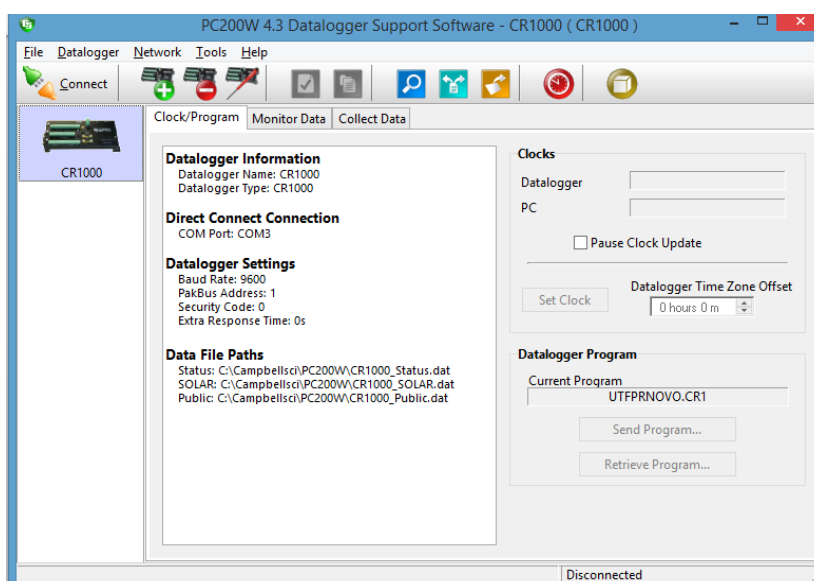 PC200W 4.3 Datalogger Support Software - CR1000 ( CR1000 )
File Datalogger Network Tools Help
Connect
CR1000
Clock/Program Monitor Data Collect Data
Datalogger Information
Datalogger Name: CR1000
Datalogger Type: CR1000
Direct Connect Connection
COM Port: COM3
Datalogger Settings
Baud Rate: 9600
PakBus Address: 1
Security Code: 0
Extra Response Time: 0s
Data File Paths
Status: C:\Campbellsci\PC200W\CR1000_Status.dat
SOLAR: C:\Campbellsci\PC200W\CR1000_SOLAR.dat
Public: C:\Campbellsci\PC200W\CR1000_Public.dat
Clocks
Datalogger
PC
Pause Clock Update
Set Clock
Datalogger Time Zone Offset
0 hours 0 m
Datalogger Program
Current Program
UTFPRNOVO.CR1
Send Program...
Retrieve Program...
Disconnected